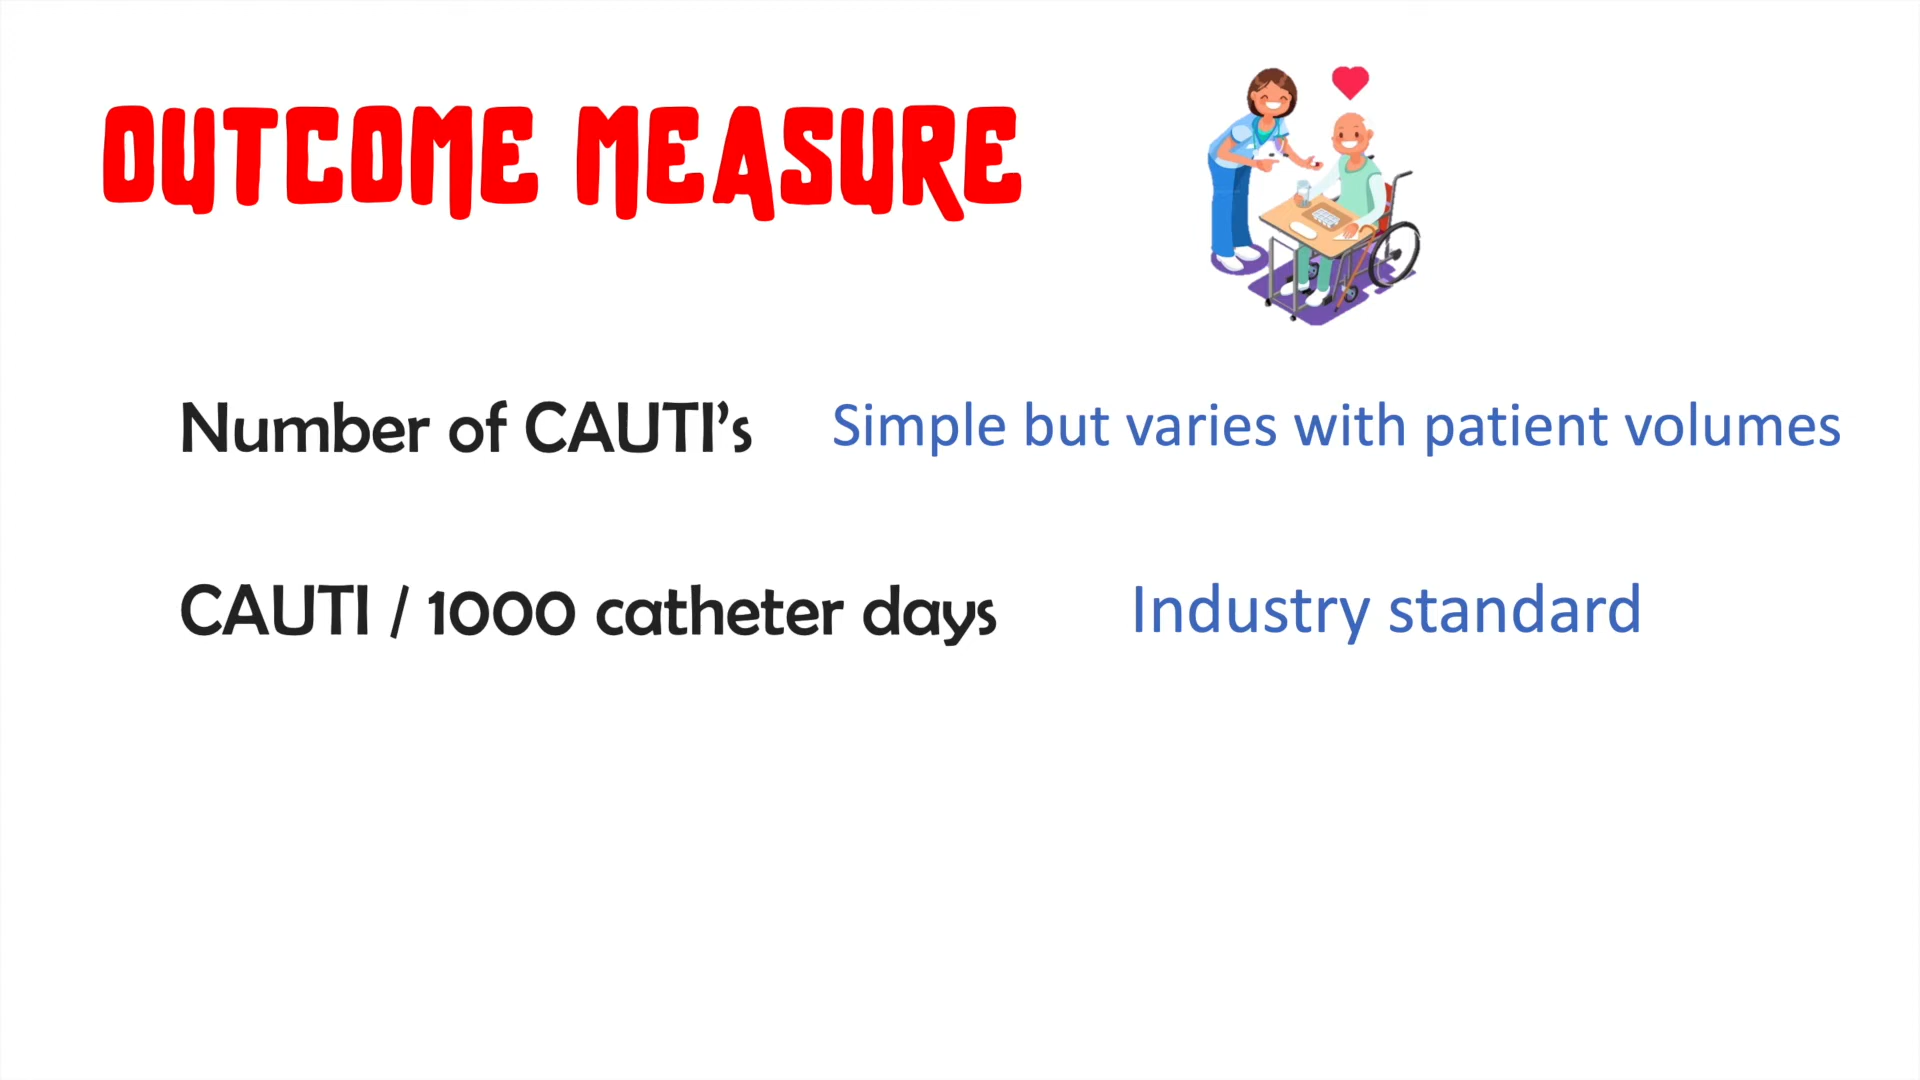 OUTCOME MEASURE
Number of CAUTI’s Simple but varies with patient volumes
CAUTI / 1000 catheter days Industry standard